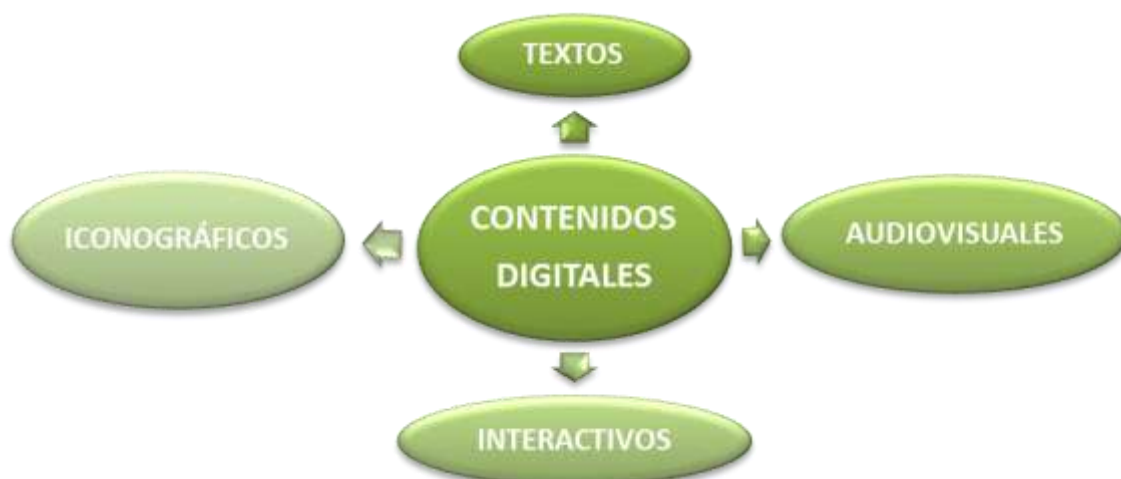 TEXTOS
ICONOGRÁFICOS
CONTENIDOS
DIGITALES
AUDIOVISUALES
INTERACTIVOS